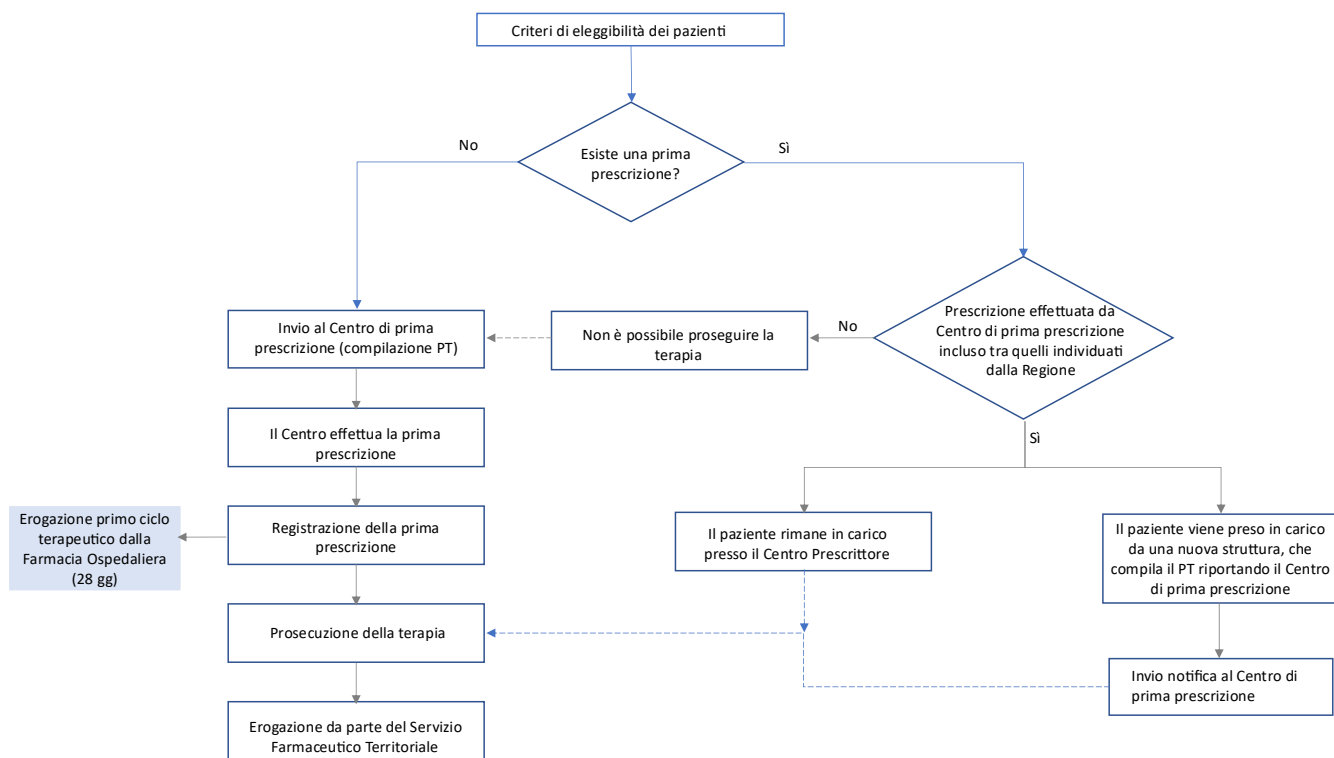 Criteri di eleggibilità dei pazienti
No
Sì
Esiste una prima
prescrizione?
Invio al Centro di prima
prescrizione (compilazione PT)
Non è possibile proseguire la
terapia
No
Prescrizione effettuata da
Centro di prima prescrizione
incluso tra quelli individuati
dalla Regione
Il Centro effettua la prima
prescrizione
Sì
Erogazione primo ciclo
terapeutico dalla
Farmacia Ospedaliera
(28 gg)
Registrazione della prima
prescrizione
Il paziente rimane in carico
presso il Centro Prescrittore
Il paziente viene preso in carico
da una nuova struttura, che
compila il PT riportando il Centro
di prima prescrizione
Prosecuzione della terapia
Invio notifica al Centro di
prima prescrizione
Erogazione da parte del Servizio
Farmaceutico Territoriale